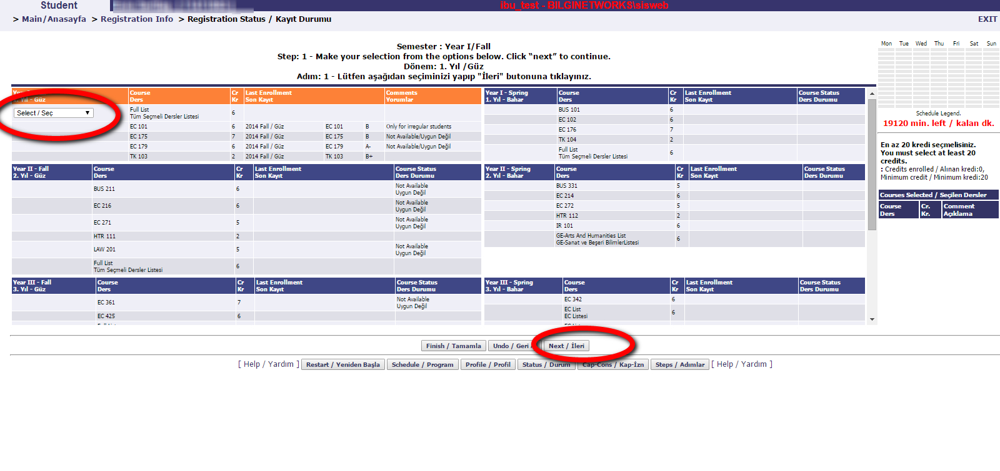 Student
ibu_test - BILGINETWORKS\sisweb
> Main/Anasayfa > Registration Info > Registration Status / Kayıt Durumu
EXIT
Semester : Year I/Fall
Step: 1 - Make your selection from the options below. Click “next” to continue.
Dönem: 1. Yıl /Güz
Adım: 1 - Lütfen aşağıdan seçiminizi yapıp "İleri" butonuna tıklayınız.
Course Cr Last Enrollment Comments
Yıl - Güz Ders Kr Son Kayıt Yorumlar
Select / Seç
Full List
Tüm Seçmeli Dersler Listesi
6
EC 101 6 2014 Fall / Güz EC 101 B Only for irregular students
EC 175 7 2014 Fall / Güz EC 175 B Not Available/Uygun Değil
EC 179 6 2014 Fall / Güz EC 179 A- Not Available/Uygun Değil
TK 103 2 2014 Fall / Güz TK 103 B+
Year I - Spring Course Cr Last Enrollment Course Status
1. Yıl - Bahar Ders Kr Son Kayıt Ders Durumu
BUS 101 6
EC 102 6
EC 176 7
TK 104 2
Full List
Tüm Seçmeli Dersler Listesi
6
Year II - Fall Course Cr Last Enrollment Course Status
2. Yıl - Güz Ders Kr Son Kayıt Ders Durumu
BUS 211 6 Not Available
Uygun Değil
EC 216 6 Not Available
Uygun Değil
EC 271 5 Not Available
Uygun Değil
HTR 111 2
LAW 201 5 Not Available
Uygun Değil
Full List
Tüm Seçmeli Dersler Listesi
6
Year II - Spring Course Cr Last Enrollment Course Status
2. Yıl - Bahar Ders Kr Son Kayıt Ders Durumu
BUS 331 5
EC 214 6
EC 272 5
HTR 112 2
IR 101 6
GE-Arts And Humanities List
GE-Sanat ve Beşeri BilimlerListesi
6
Year III - Fall Course Cr Last Enrollment Course Status
3. Yıl - Güz Ders Kr Son Kayıt Ders Durumu
EC 361 7 Not Available
Uygun Değil
EC 425 6
Year III - Spring Course Cr Last Enrollment Course Status
3. Yıl - Bahar Ders Kr Son Kayıt Ders Durumu
EC 342 6
EC List
EC Listesi
6
Mon Tue Wed Thu Fri Sat Sun
Schedule Legend.
19120 min. left / kalan dk.
En az 20 kredi seçmelisiniz.
You must select at least 20
credits.
: Credits enrolled / Alınan kredi:0,
Minimum credit / Minimum kredi:20
Courses Selected / Seçilen Dersler
Course Cr. Comment
Ders Kr. Açıklama
Finish / Tamamla Undo / Geri Next / İleri
[ Help / Yardım ] Restart / Yeniden Başla Schedule / Program Profile / Profil Status / Durum Cap-Cons / Kap-İzn Steps / Adımlar [ Help / Yardım ]